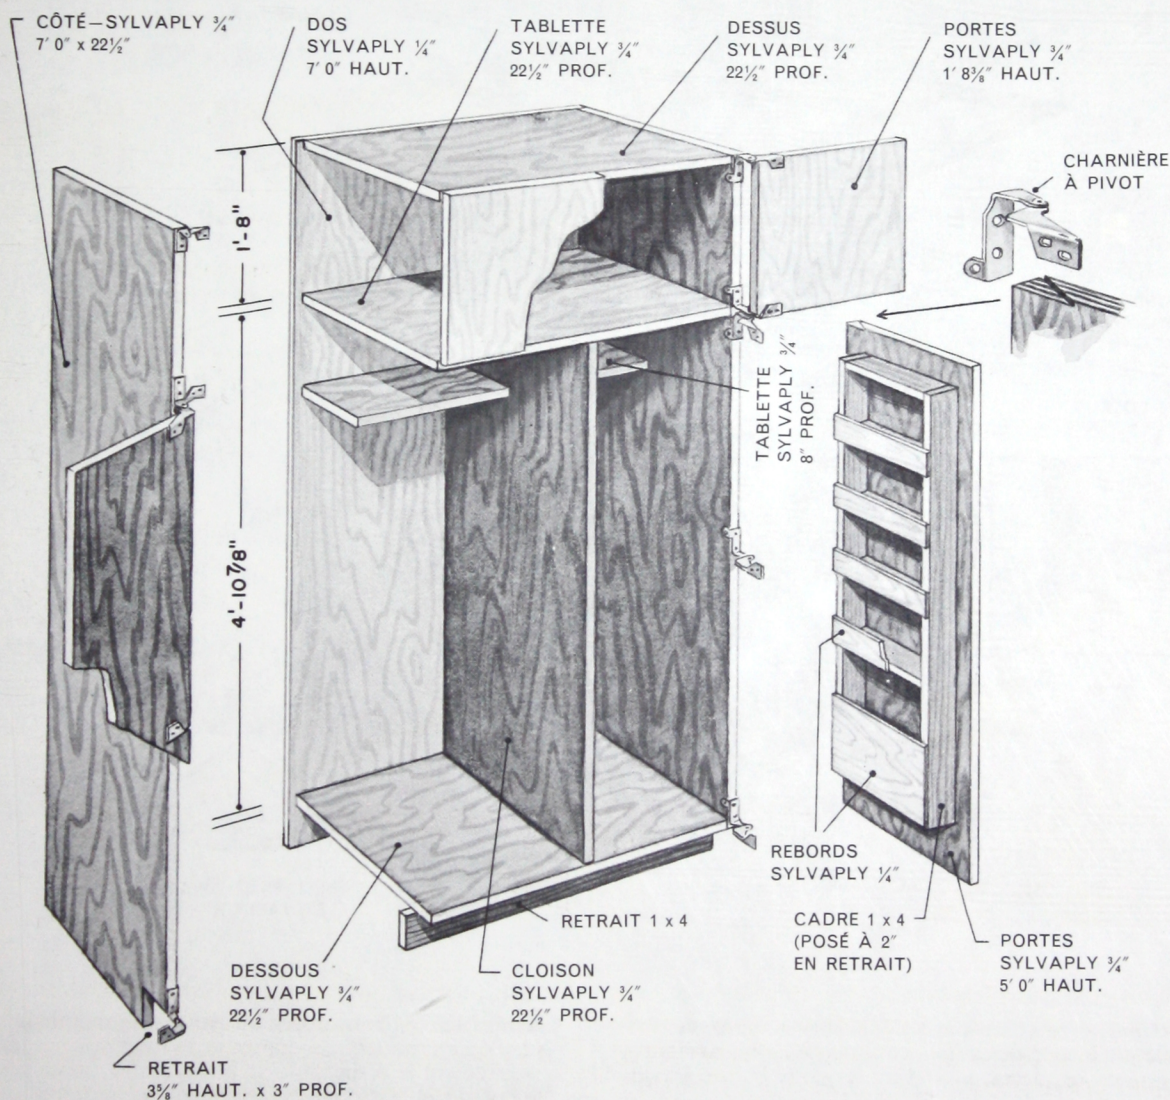 CÔTÉ—SYLVAPLY ¾″
7′ 0″ x 22½″
DOS
SYLVAPLY ¼″
7′ 0″ HAUT.
TABLETTE
SYLVAPLY ¾″
22½″ PROF.
DESSUS
SYLVAPLY ¾″
22½″ PROF.
PORTES
SYLVAPLY ¾″
1′ 8⅜″ HAUT.
CHARNIÈRE
À PIVOT
1'-8"
TABLETTE
SYLVAPLY ¾″
8″ PROF.
4'-10⅞"
REBORDS
SYLVAPLY ¼″
RETRAIT 1 x 4
CADRE 1 x 4
(POSÉ À 2″
EN RETRAIT)
PORTES
SYLVAPLY ¾″
5′ 0″ HAUT.
DESSOUS
SYLVAPLY ¾″
22½″ PROF.
CLOISON
SYLVAPLY ¾″
22½″ PROF.
RETRAIT
3⅝″ HAUT. x 3″ PROF.